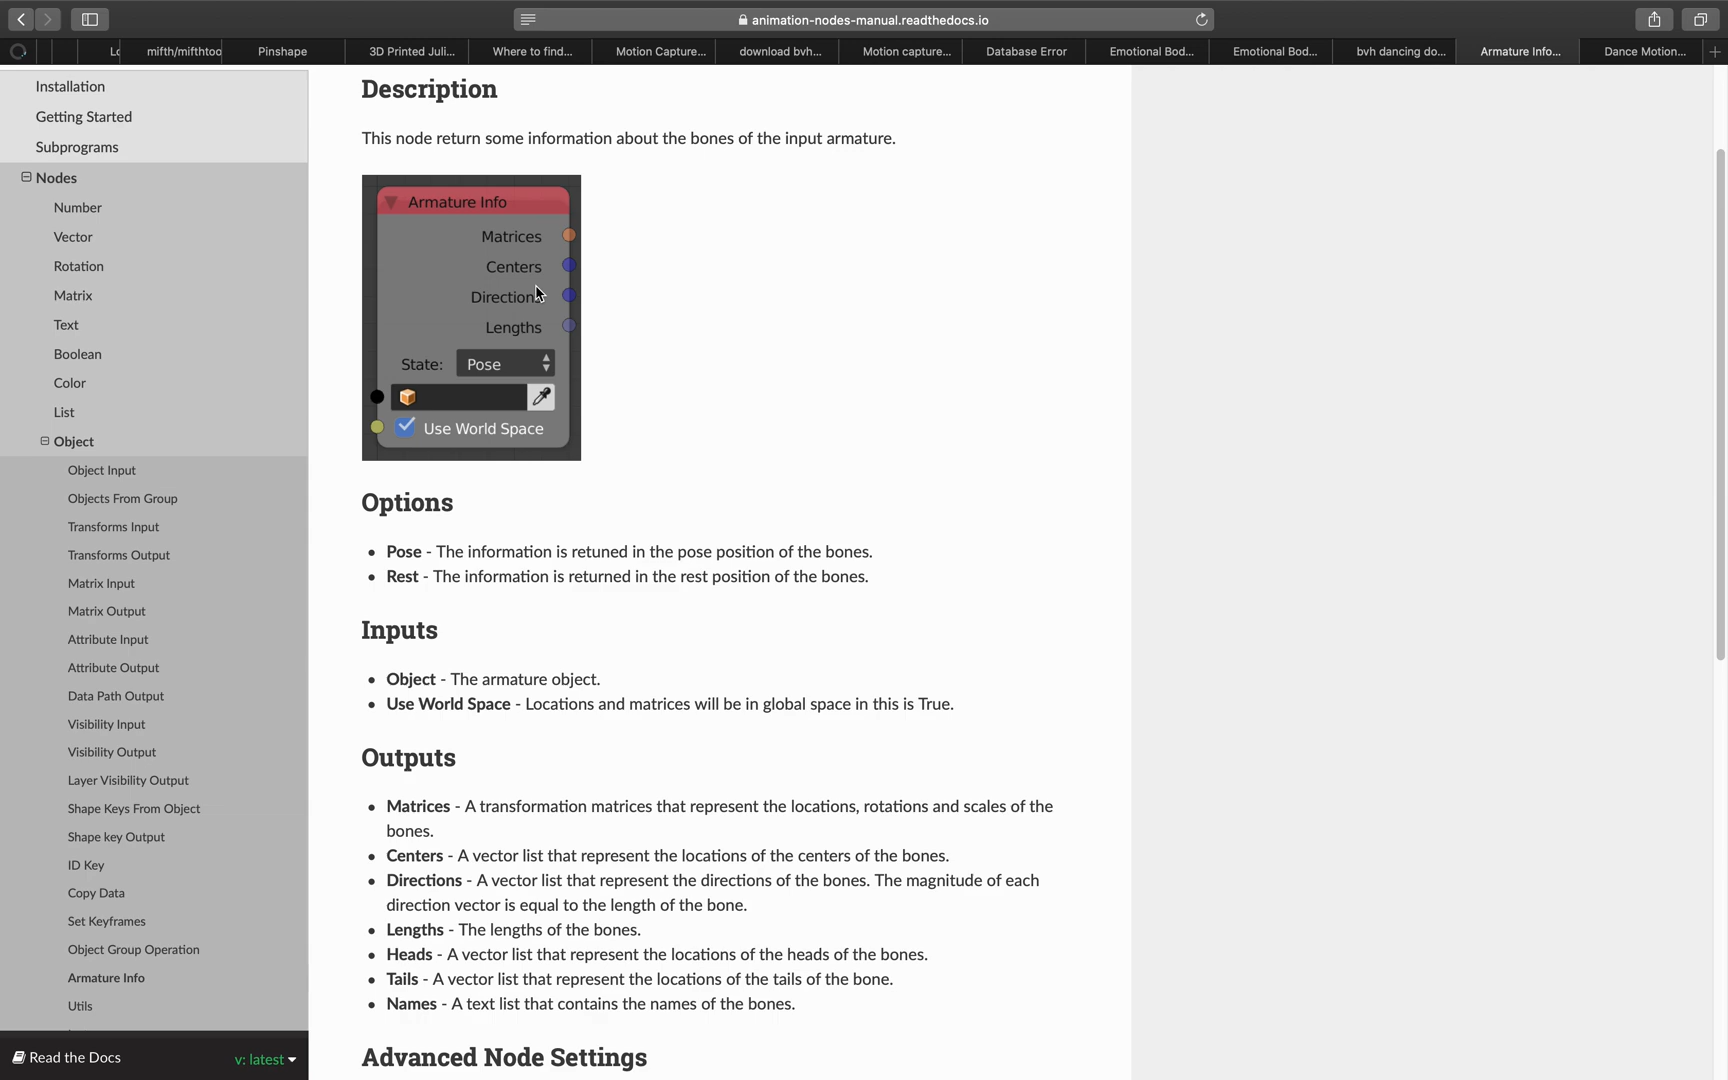 animation-nodes-manual.readthedocs.io
mifth/mifthtoo
Pinshape
3D Printed Juli...
Where to find...
Motion Capture...
download bvh...
Motion capture...
Database Error
Emotional Bod...
Emotional Bod...
bvh dancing do...
Armature Info...
Dance Motion...
Installation
Getting Started
Subprograms
Nodes
Number
Vector
Rotation
Matrix
Text
Boolean
Color
List
Object
Object Input
Objects From Group
Transforms Input
Transforms Output
Matrix Input
Matrix Output
Attribute Input
Attribute Output
Data Path Output
Visibility Input
Visibility Output
Layer Visibility Output
Shape Keys From Object
Shape key Output
ID Key
Copy Data
Set Keyframes
Object Group Operation
Armature Info
Utils
Read the Docs
v: latest
Description
This node return some information about the bones of the input armature.
Armature Info
Matrices
Centers
Directions
Lengths
State: Pose
Use World Space
Options
• Pose - The information is retuned in the pose position of the bones.
• Rest - The information is returned in the rest position of the bones.
Inputs
• Object - The armature object.
• Use World Space - Locations and matrices will be in global space in this is True.
Outputs
• Matrices - A transformation matrices that represent the locations, rotations and scales of the
bones.
• Centers - A vector list that represent the locations of the centers of the bones.
• Directions - A vector list that represent the directions of the bones. The magnitude of each
direction vector is equal to the length of the bone.
• Lengths - The lengths of the bones.
• Heads - A vector list that represent the locations of the heads of the bones.
• Tails - A vector list that represent the locations of the tails of the bone.
• Names - A text list that contains the names of the bones.
Advanced Node Settings